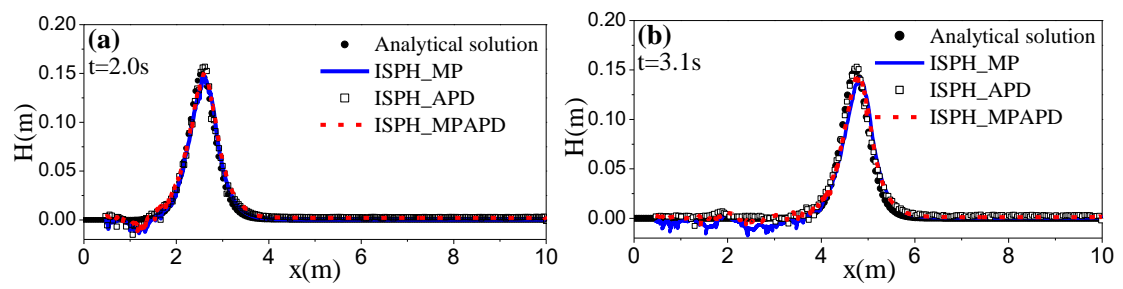 (a)
t=2.0s
Analytical solution
ISPH_MP
ISPH_APD
ISPH_MPAPD
H(m)
0.20
0.15
0.10
0.05
0.00
0 2 4 6 8 10
x(m)
(b)
t=3.1s
Analytical solution
ISPH_MP
ISPH_APD
ISPH_MPAPD
H(m)
0.20
0.15
0.10
0.05
0.00
0 2 4 6 8 10
x(m)